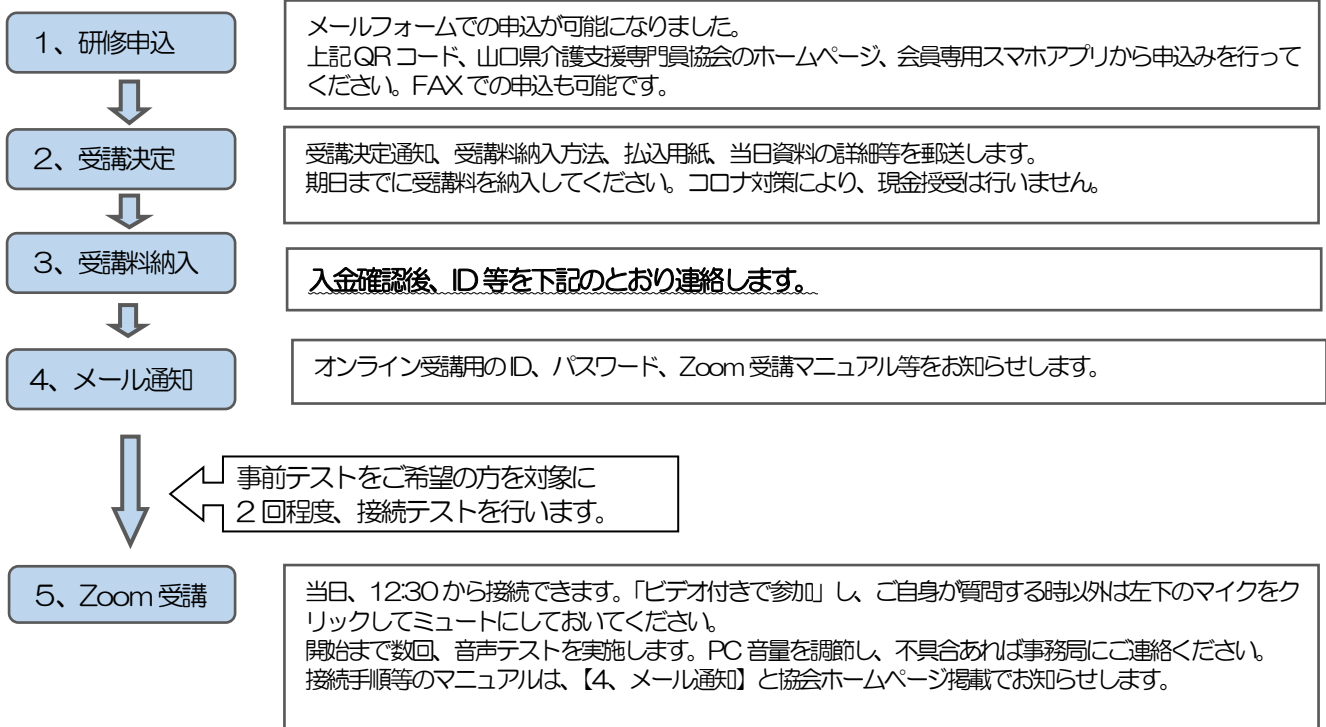 1、研修申込
メールフォームでの申込が可能になりました。
上記QRコード、山口県介護支援専門員協会のホームページ、会員専用スマホアプリから申込みを行って
ください。FAXでの申込も可能です。
2、受講決定
受講決定通知、受講料納入方法、払込用紙、当日資料の詳細等を郵送します。
期日までに受講料を納入してください。コロナ対策により、現金授受は行いません。
3、受講料納入
入金確認後、ID等を下記のとおり連絡します。
4、メール通知
オンライン受講用のID、パスワード、Zoom受講マニュアル等をお知らせします。
事前テストをご希望の方を対象に
2回程度、接続テストを行います。
5、Zoom受講
当日、12:30から接続できます。「ビデオ付きで参加」し、ご自身が質問する時以外は左下のマイクをク
リックしてミュートにしておいてください。
開始まで数回、音声テストを実施します。PC音量を調節し、不具合あれば事務局にご連絡ください。
接続手順等のマニュアルは、【4、メール通知】と協会ホームページ掲載でお知らせします。